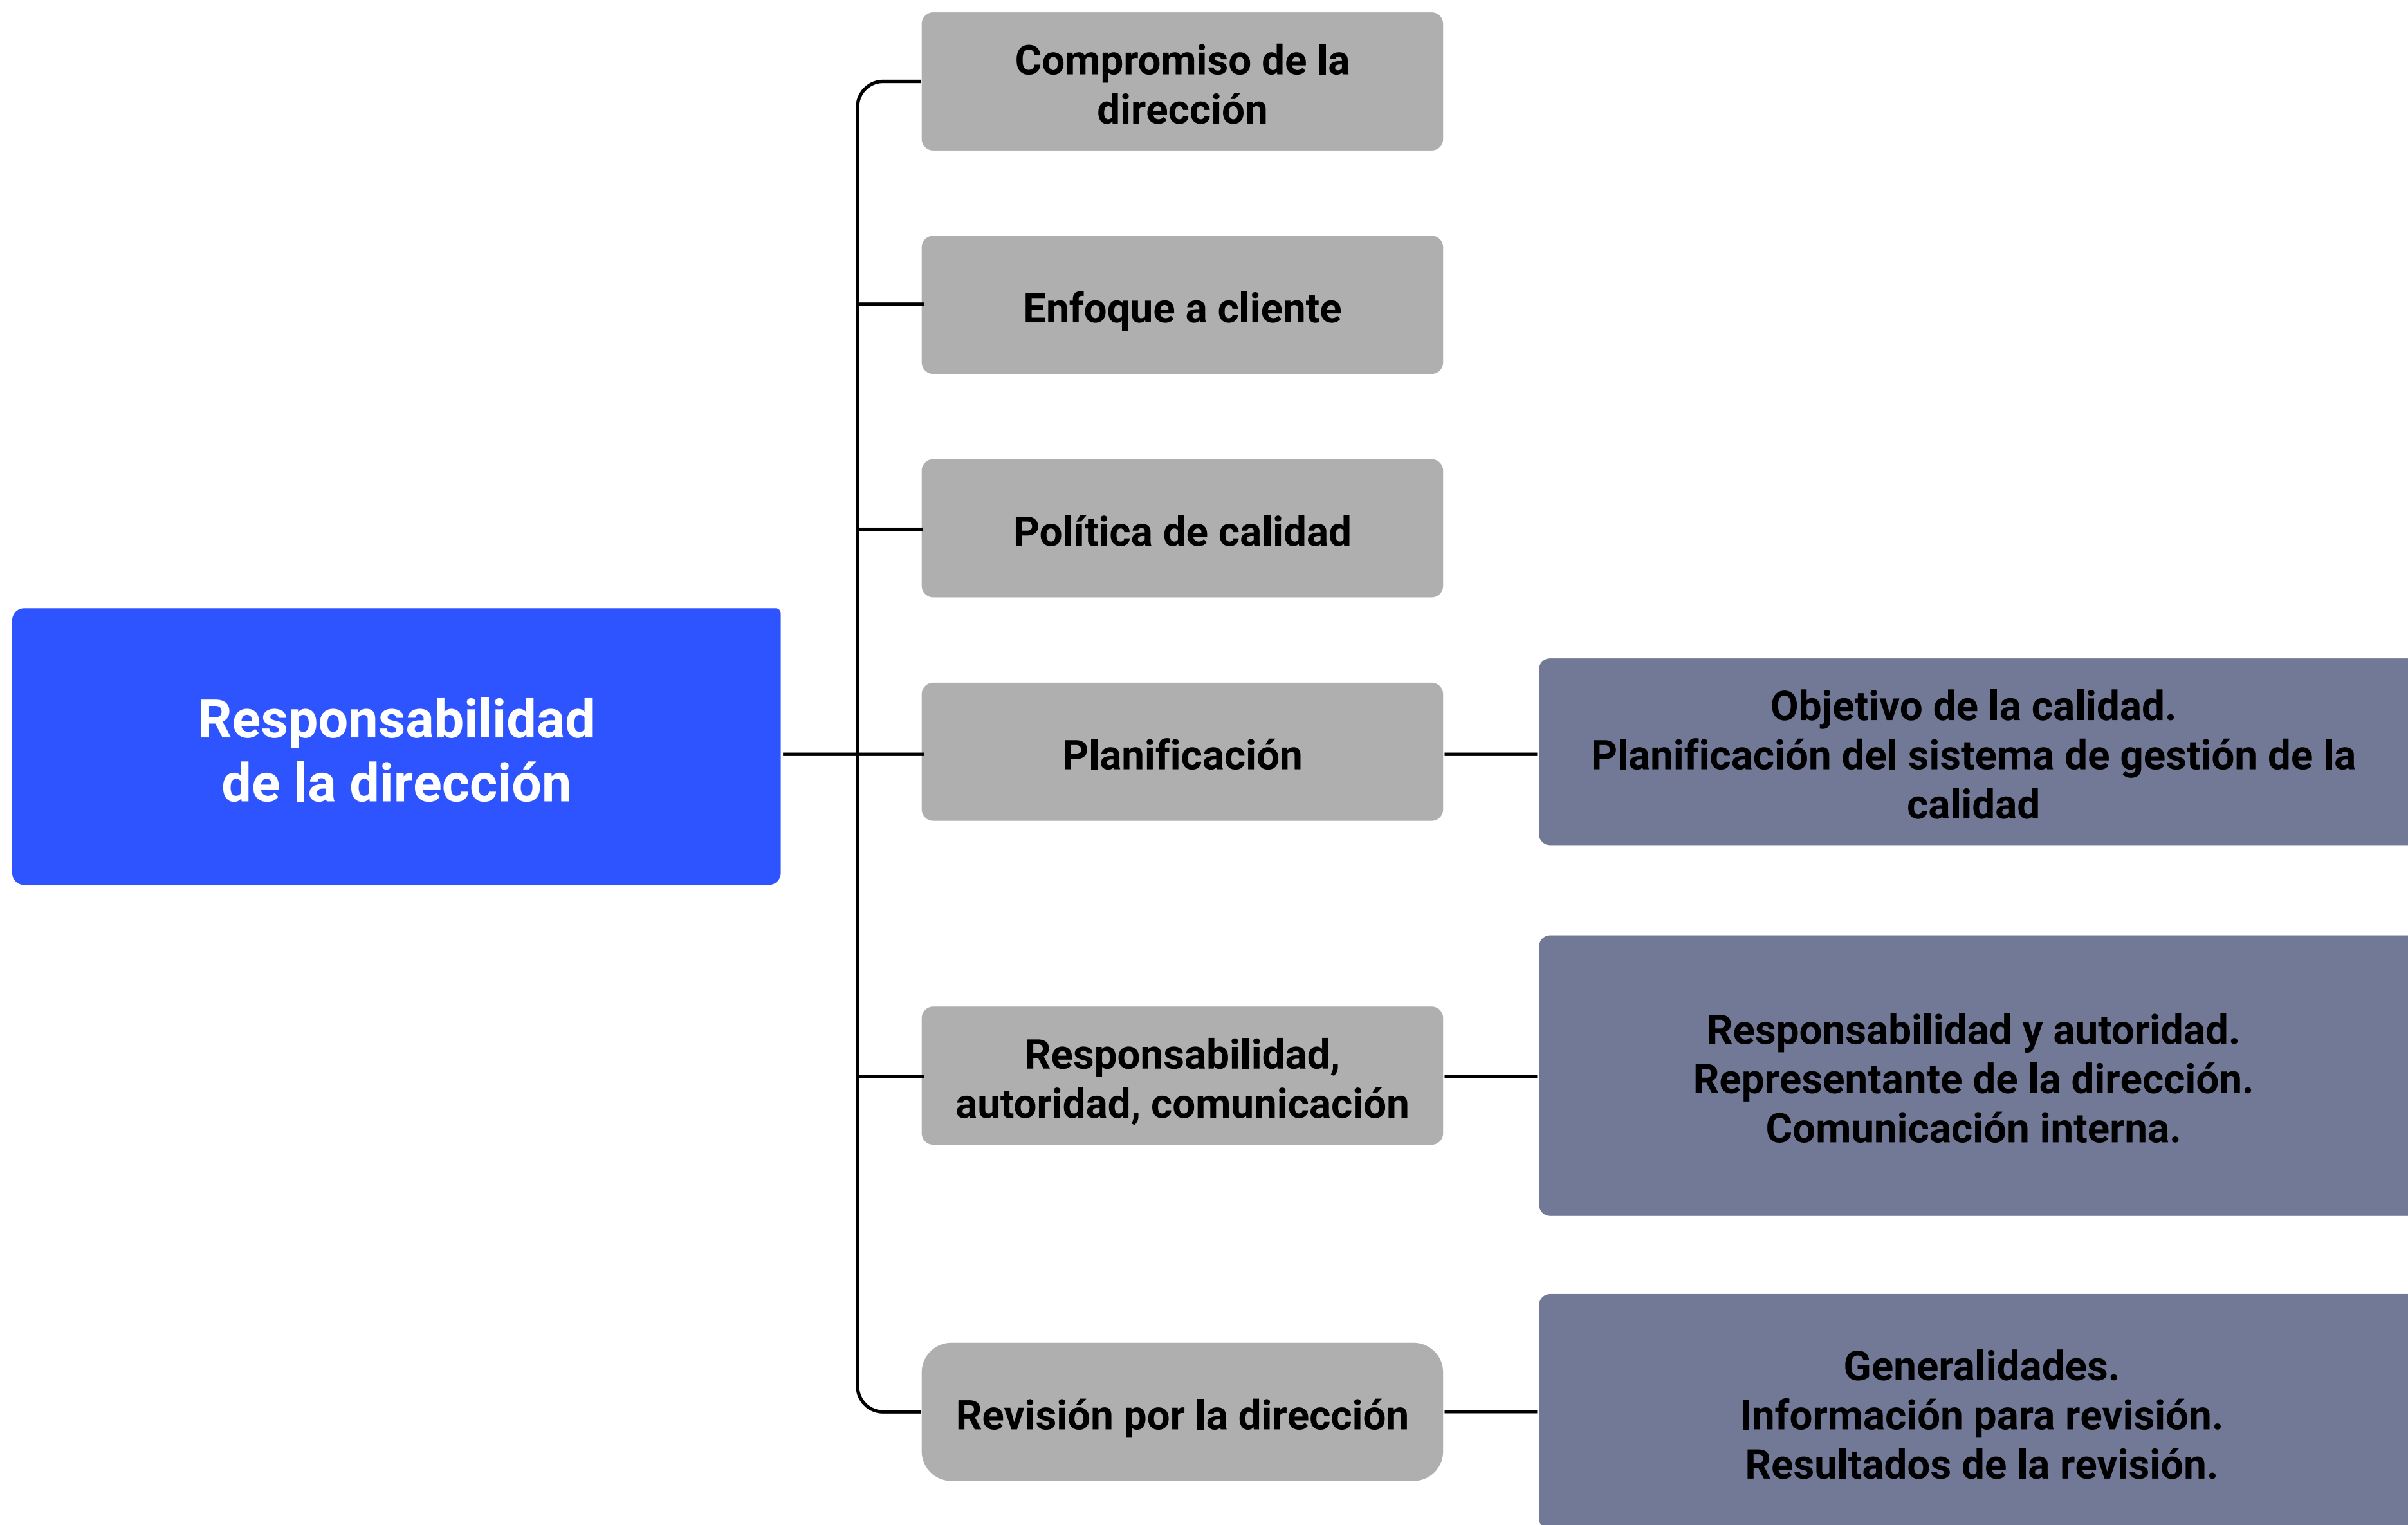 Compromiso de la
dirección
Enfoque a cliente
Política de calidad
Responsabilidad
de la dirección
Planificación
Objetivo de la calidad.
Planificación del sistema de gestión de la
calidad
Responsabilidad,
autoridad, comunicación
Responsabilidad y autoridad.
Representante de la dirección.
Comunicación interna.
Revisión por la dirección
Generalidades.
Información para revisión.
Resultados de la revisión.